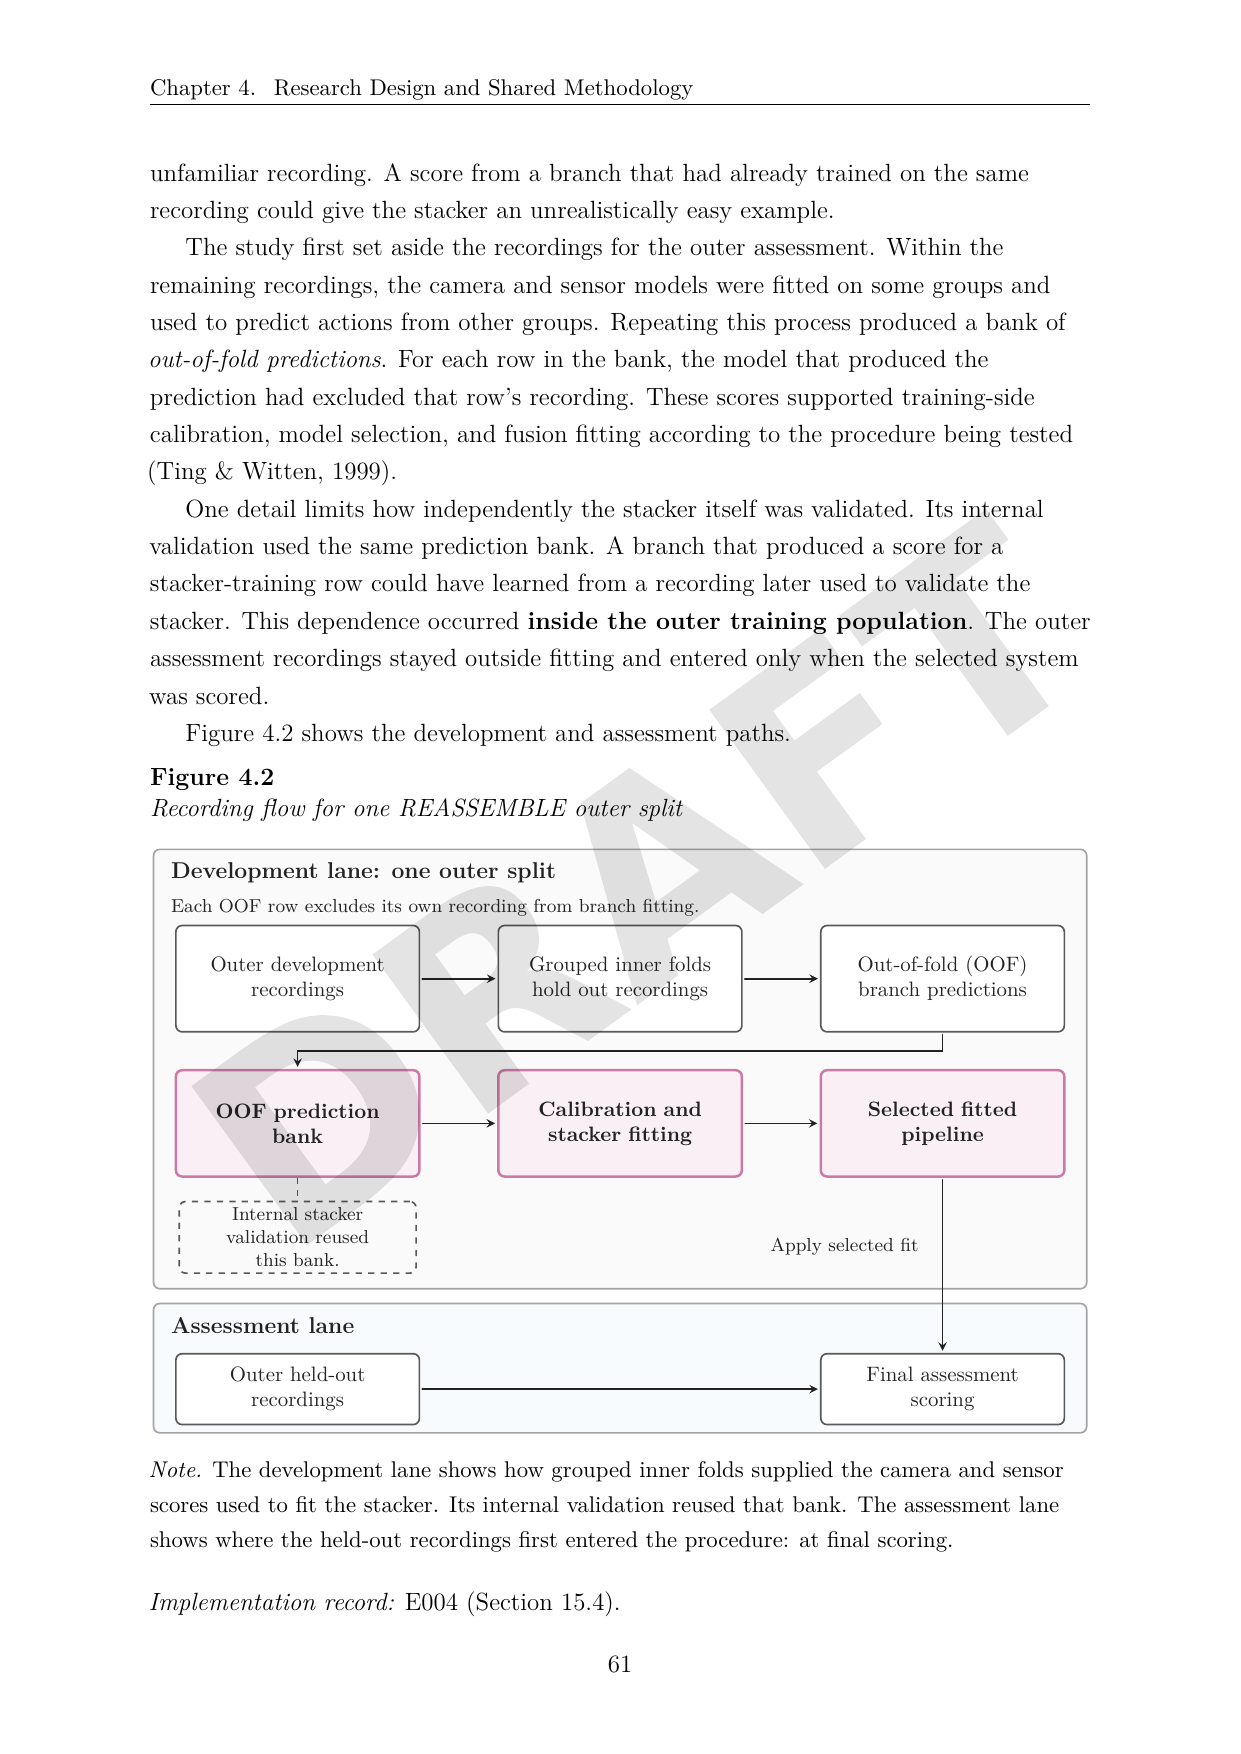 Chapter 4. Research Design and Shared Methodology
unfamiliar recording. A score from a branch that had already trained on the same
recording could give the stacker an unrealistically easy example.
The study first set aside the recordings for the outer assessment. Within the
remaining recordings, the camera and sensor models were fitted on some groups and
used to predict actions from other groups. Repeating this process produced a bank of
out-of-fold predictions. For each row in the bank, the model that produced the
prediction had excluded that row's recording. These scores supported training-side
calibration, model selection, and fusion fitting according to the procedure being tested
(Ting & Witten, 1999).
One detail limits how independently the stacker itself was validated. Its internal
validation used the same prediction bank. A branch that produced a score for a
stacker-training row could have learned from a recording later used to validate the
stacker. This dependence occurred inside the outer training population. The outer
assessment recordings stayed outside fitting and entered only when the selected system
was scored.
Figure 4.2 shows the development and assessment paths.
Figure 4.2
Recording flow for one REASSEMBLE outer split
Development lane: one outer split
Each OOF row excludes its own recording from branch fitting.
Outer development
recordings
Grouped inner folds
hold out recordings
Out-of-fold (OOF)
branch predictions
OOF prediction
bank
Calibration and
stacker fitting
Selected fitted
pipeline
Internal stacker
validation reused
this bank.
Apply selected fit
Assessment lane
Outer held-out
recordings
Final assessment
scoring
Note. The development lane shows how grouped inner folds supplied the camera and sensor
scores used to fit the stacker. Its internal validation reused that bank. The assessment lane
shows where the held-out recordings first entered the procedure: at final scoring.
Implementation record: E004 (Section 15.4).
61
DRAFT